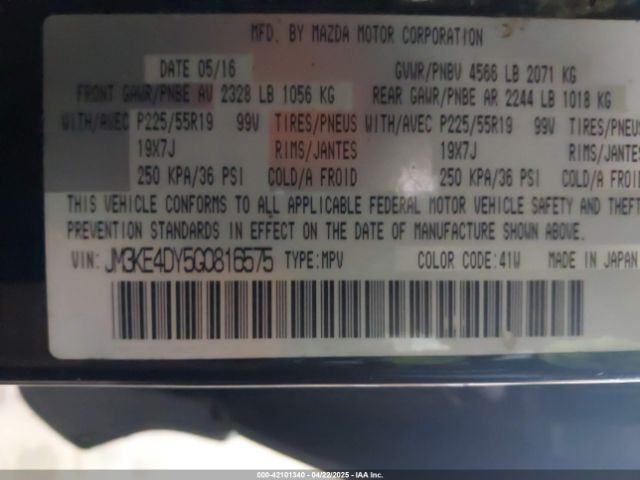 MFD. BY MAZDA MOTOR CORPORATION
DATE 05/16 GVWR/PNBV 4566 LB 2071 KG
FRONT GAWR/PNBE AV 2328 LB 1056 KG REAR GAWR/PNBE AR 2244 LB 1018 KG
WITH/AVEC P225/55R19 99V TIRES/PNEUS WITH/AVEC P225/55R19 99V TIRES/PNEUS
19X7J RIMS/JANTES 19X7J RIMS/JANTES
250 KPA/36 PSI COLD/A FROID 250 KPA/36 PSI COLD/A FROID
THIS VEHICLE CONFORMS TO ALL APPLICABLE FEDERAL MOTOR VEHICLE SAFETY AND THEFT
PREVENTION STANDARDS IN EFFECT ON THE DATE OF MANUFACTURE SHOWN ABOVE.
VIN: JM3KE4DY5G0816575 TYPE:MPV COLOR CODE:41W MADE IN JAPAN
000-42101340 - 04/22/2025 - IAA Inc.